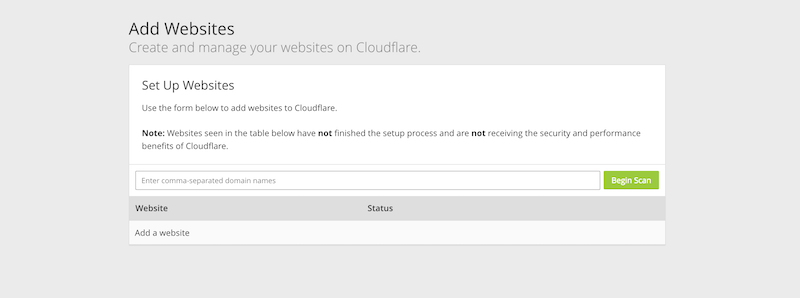 Add Websites
Create and manage your websites on Cloudflare.
Set Up Websites
Use the form below to add websites to Cloudflare.
Note: Websites seen in the table below have not finished the setup process and are not receiving the security and performance
benefits of Cloudflare.
Enter comma-separated domain names
Begin Scan
Website Status
Add a website